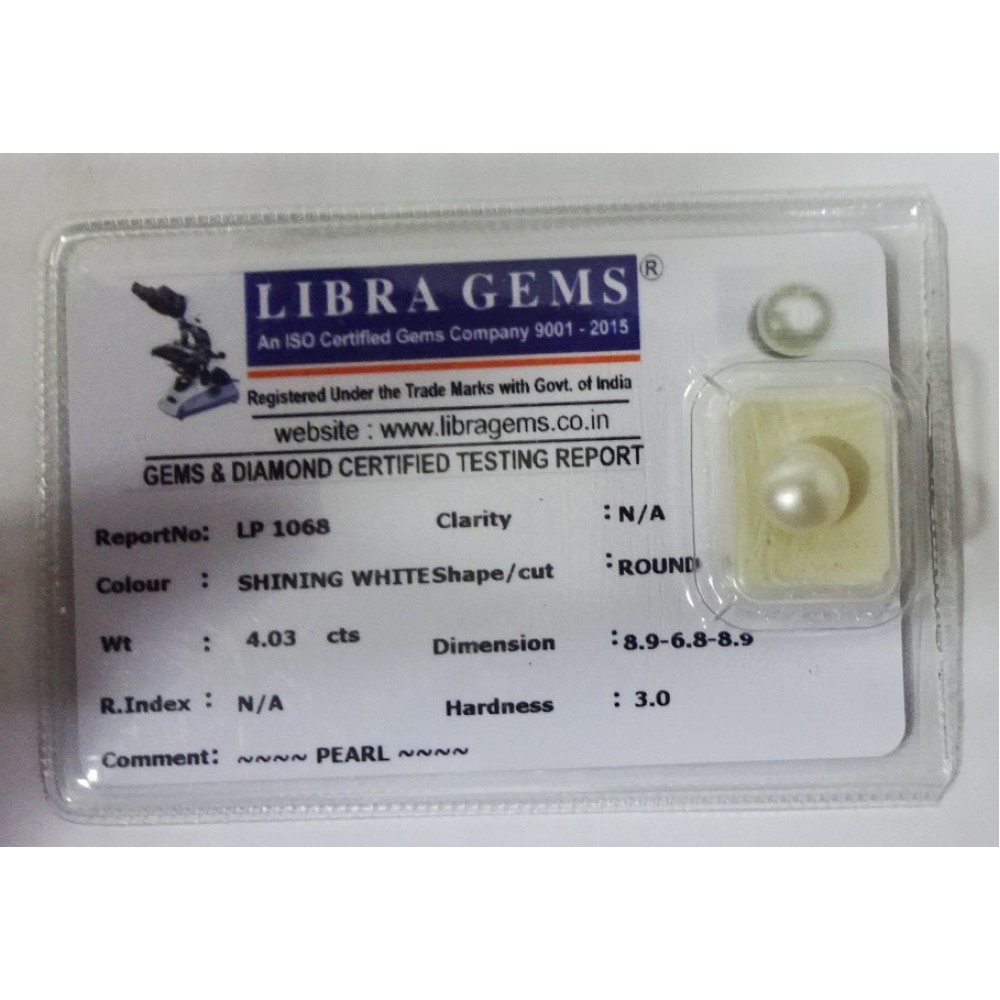 LIBRA GEMS ®
An ISO Certified Gems Company 9001 - 2015
Registered Under the Trade Marks with Govt. of India
website : www.libragems.co.in
GEMS & DIAMOND CERTIFIED TESTING REPORT
ReportNo: LP 1068 Clarity : N/A
Colour : SHINING WHITE Shape/cut : ROUND
Wt : 4.03 cts Dimension : 8.9-6.8-8.9
R.Index : N/A Hardness : 3.0
Comment: ~~~~ PEARL ~~~~